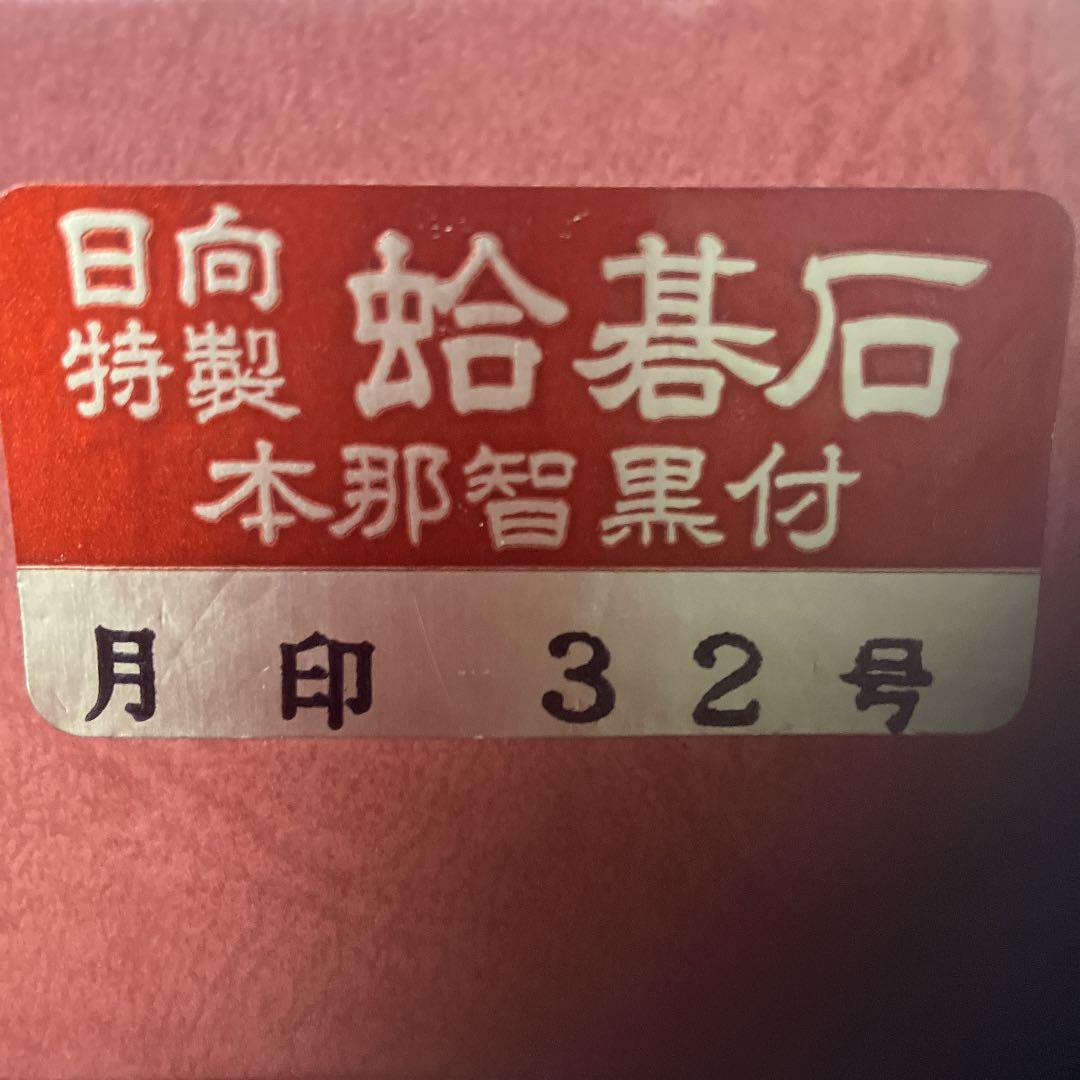 日向特製 蛤碁石
本那智黒付
月印 32号